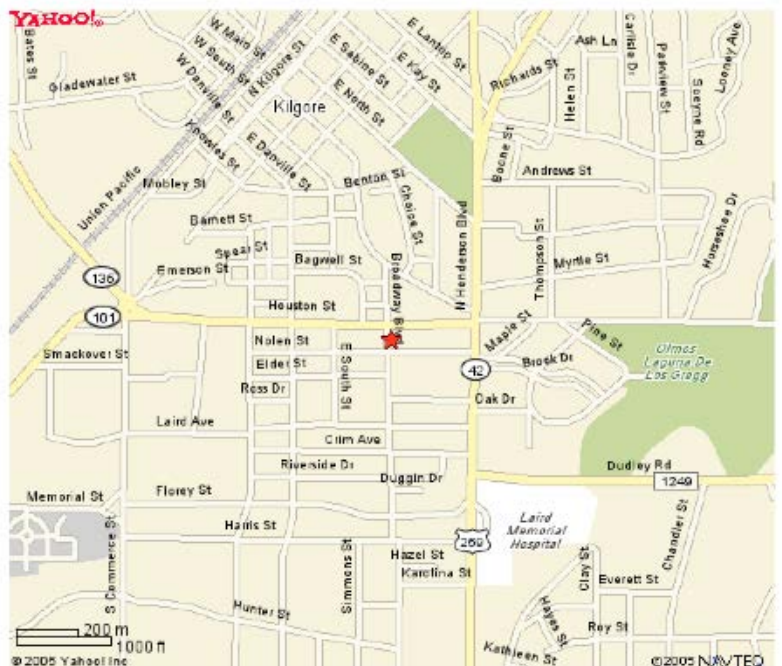 YAHOO!
Bates St
Gladewater St
W Main St
W South St
W Danville St
N Kilgore St
Knowles St
E Lantop St
E Sabine St
E Kay St
E North St
E Danville St
Kilgore
Union Pacific
Mobley St
Benton St
Choice St
Barnett St
Spear St
Bagwell St
Emerson St
Broadway Blvd
N Henderson Blvd
Richards St
Ash Ln
Carlisle Dr
Helen St
Parkview St
Soeyne Rd
Looney Ave
Boone St
Andrews St
Thompson St
Myrtle St
Horseshoe Dr
136
101
Houston St
Nolen St
Smackover St
Elder St
E South St
Ross Dr
Maple St
Pine St
Brook Dr
42
Oak Dr
Olmos Laguna De Los Gregg
Laird Ave
Crim Ave
Riverside Dr
Duggin Dr
Dudley Rd
1249
Memorial St
Florey St
Harris St
S Commerce St
Simmons St
Hazel St
Karolina St
Hunter St
259
Laird
Memorial
Hospital
Chandler St
Clay St
Everett St
Hayes St
Roy St
Kathleen St
200 m
1000 ft
© 2005 Yahoo! Inc
©2005 NAVTEQ